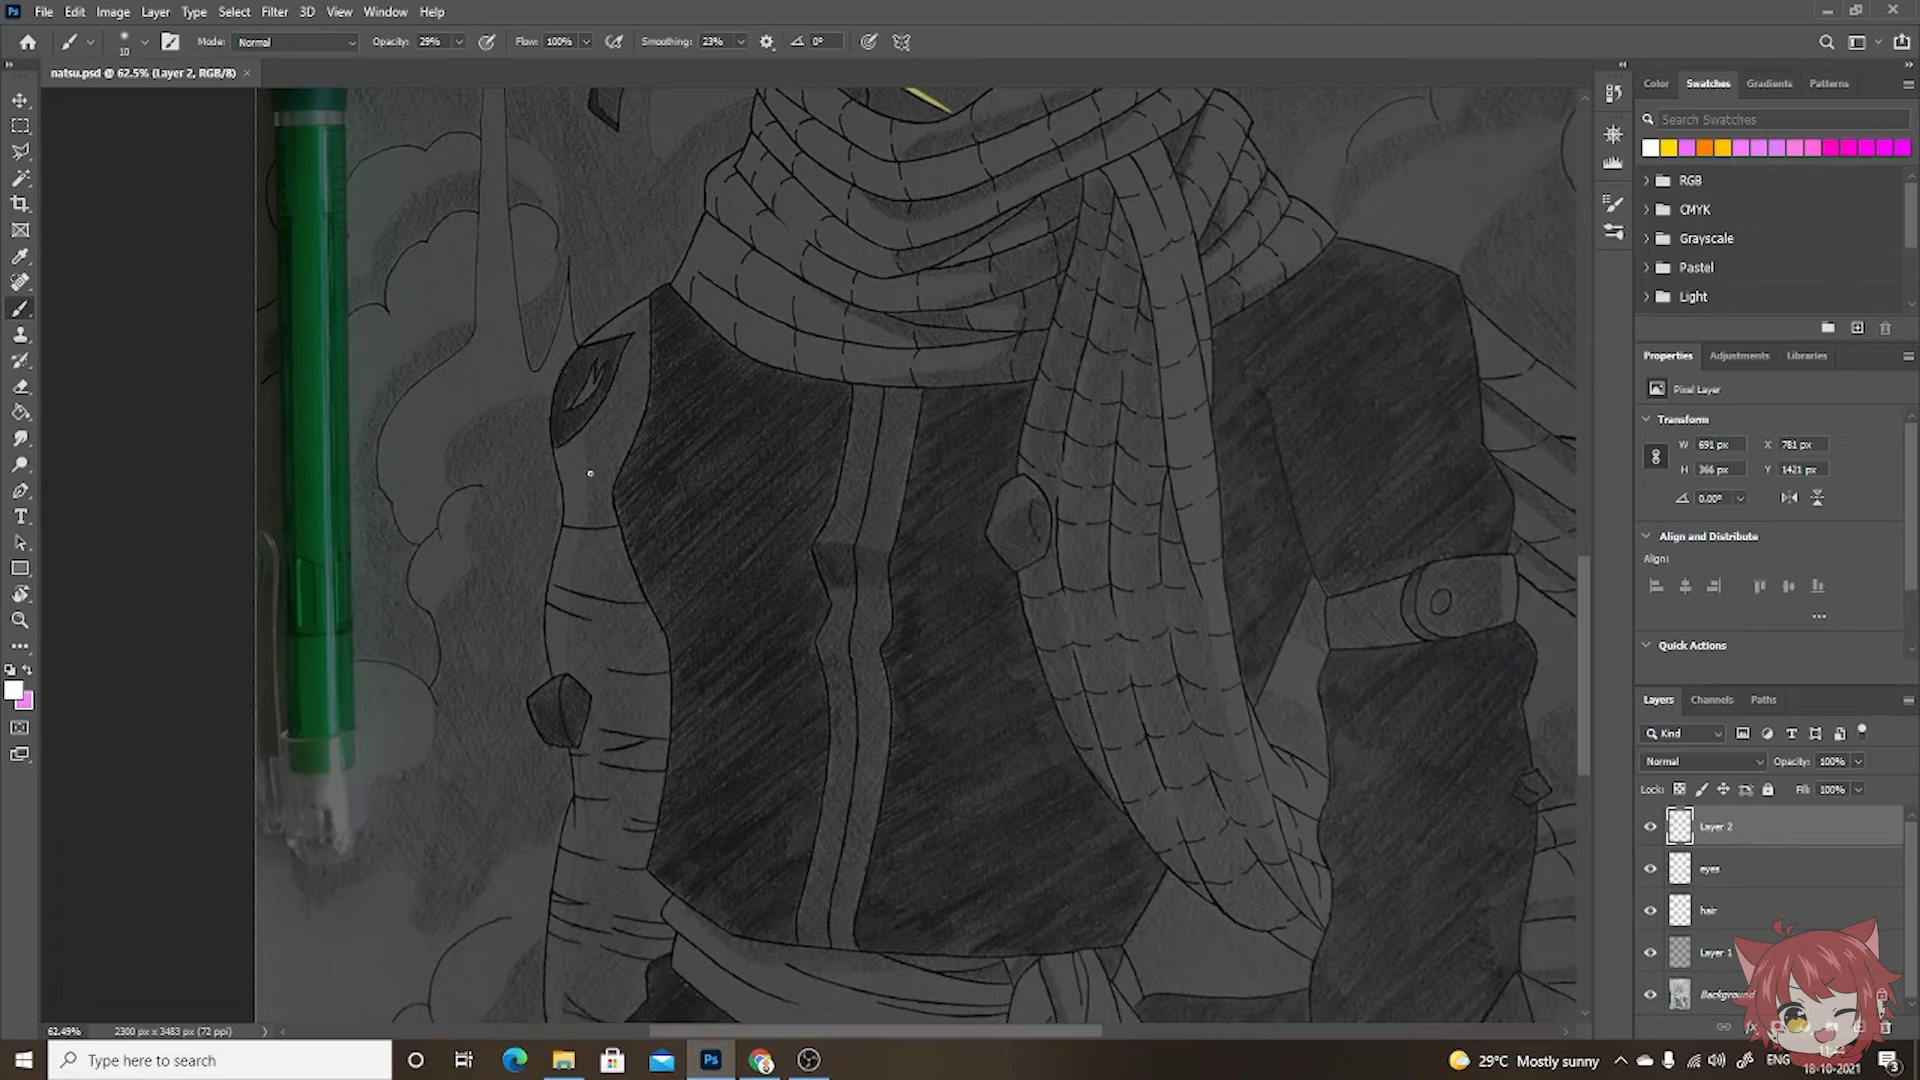 Ps File Edit Image Layer Type Select Filter 3D View Window Help
10 Mode: Normal Opacity: 29% Flow: 100% Smoothing: 23% 0°
natsu.psd @ 62.5% (Layer 2, RGB/8) ×
Color Swatches Gradients Patterns
Search Swatches
RGB
CMYK
Grayscale
Pastel
Light
Properties Adjustments Libraries
Pixel Layer
Transform
W 691 px X 781 px
H 366 px Y 1421 px
0.00°
Align and Distribute
Align:
Quick Actions
Layers Channels Paths
Kind
Normal Opacity: 100%
Lock: Fill: 100%
Layer 2
eyes
hair
Layer 1
Background
62.49% 2300 px x 3483 px (72 ppi)
Type here to search Ps 29°C Mostly sunny ENG
18-10-2021 3